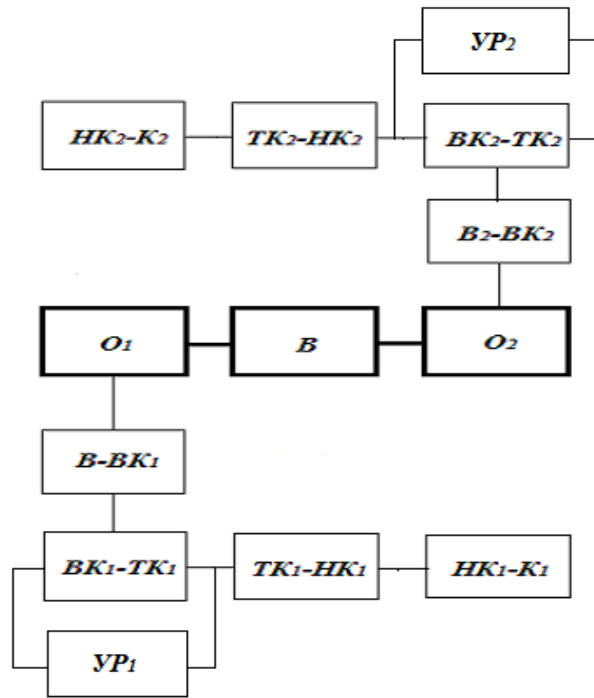 УР₂
НК₂-К₂ ТК₂-НК₂ ВК₂-ТК₂
В₂-ВК₂
О₁ В О₂
В-ВК₁
ВК₁-ТК₁ ТК₁-НК₁ НК₁-К₁
УР₁